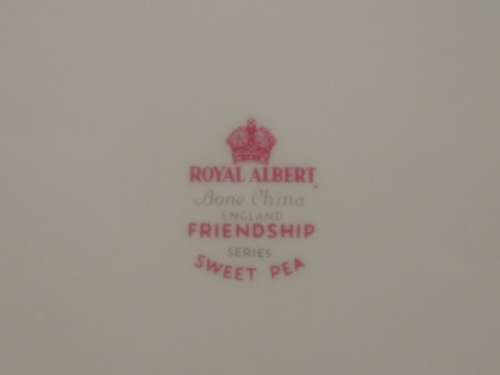 ROYAL ALBERT
Bone China
ENGLAND
FRIENDSHIP
SERIES
SWEET PEA